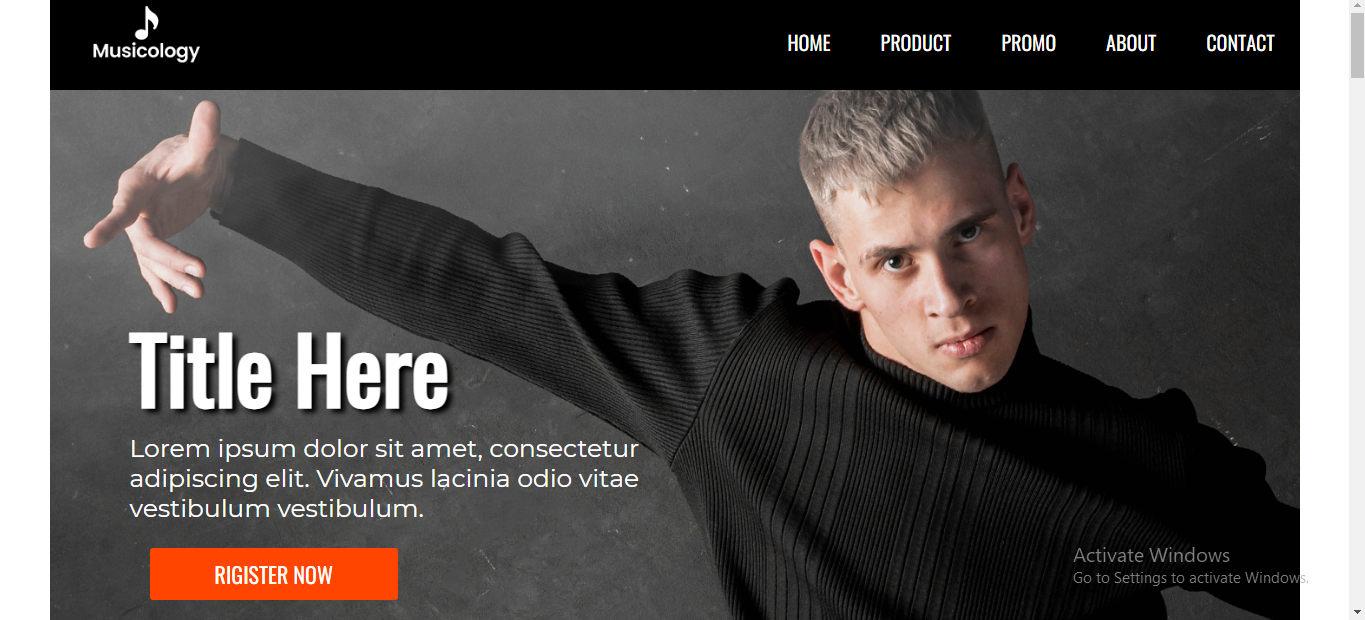 Musicology
HOME PRODUCT PROMO ABOUT CONTACT
Title Here
Lorem ipsum dolor sit amet, consectetur
adipiscing elit. Vivamus lacinia odio vitae
vestibulum vestibulum.
RIGISTER NOW
Activate Windows
Go to Settings to activate Windows.